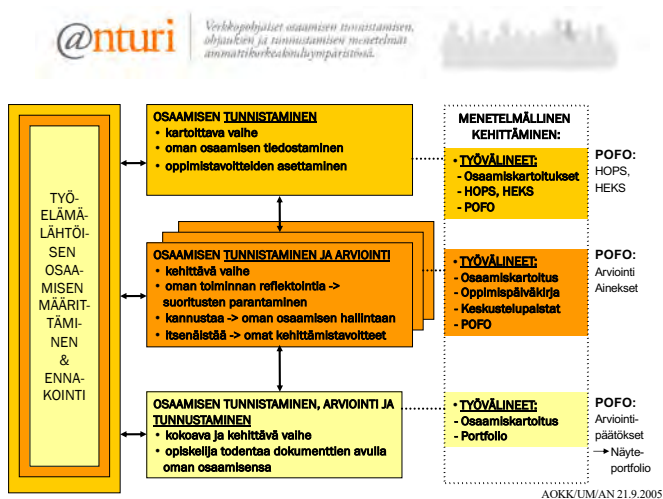 @nturi
Verkkopohjaiset osaamisen tunnistamisen,
ohjauksen ja tunnustamisen menetelmät
ammattikorkeakouluympäristössä.
TYÖ-
ELÄMÄ-
LÄHTÖI-
SEN
OSAA-
MISEN
MÄÄRIT-
TÄMI-
NEN
&
ENNA-
KOINTI
OSAAMISEN TUNNISTAMINEN
• kartoittava vaihe
• oman osaamisen tiedostaminen
• oppimistavoitteiden asettaminen
OSAAMISEN TUNNISTAMINEN JA ARVIOINTI
• kehittävä vaihe
• oman toiminnan reflektointia ->
suoritusten parantaminen
• kannustaa -> oman osaamisen hallintaan
• itsenäistää -> omat kehittämistavoitteet
OSAAMISEN TUNNISTAMINEN, ARVIOINTI JA
TUNNUSTAMINEN
• kokoava ja kehittävä vaihe
• opiskelija todentaa dokumenttien avulla
oman osaamisensa
MENETELMÄLLINEN
KEHITTÄMINEN:
• TYÖVÄLINEET:
- Osaamiskartoitukset
- HOPS, HEKS
- POFO
• TYÖVÄLINEET:
- Osaamiskartoitus
- Oppimispäiväkirja
- Keskustelupalstat
- POFO
• TYÖVÄLINEET:
- Osaamiskartoitus
- Portfolio
POFO:
HOPS,
HEKS
POFO:
Arviointi
Ainekset
POFO:
Arviointi-
päätökset
→ Näyte-
portfolio
AOKK/UM/AN 21.9.2005